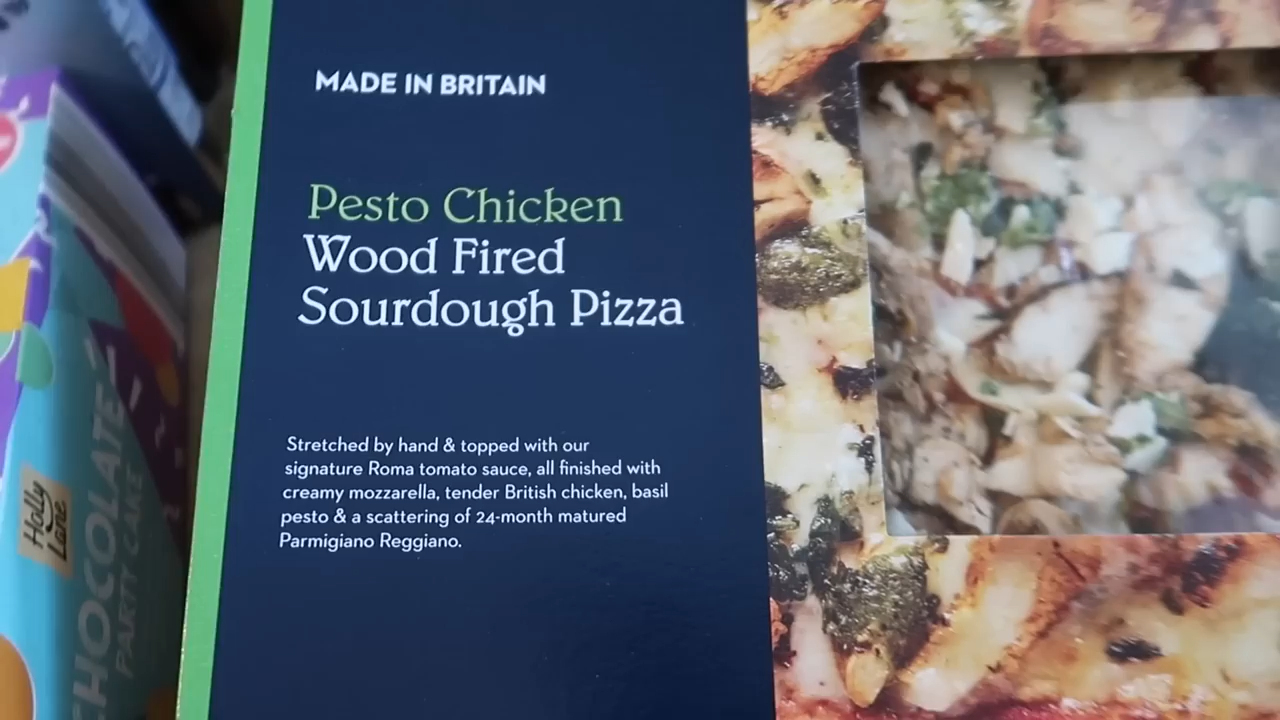 MADE IN BRITAIN
Pesto Chicken
Wood Fired
Sourdough Pizza
Stretched by hand & topped with our
signature Roma tomato sauce, all finished with
creamy mozzarella, tender British chicken, basil
pesto & a scattering of 24-month matured
Parmigiano Reggiano.
Holly
Lane
CHOCOLATE
PARTY CAKE